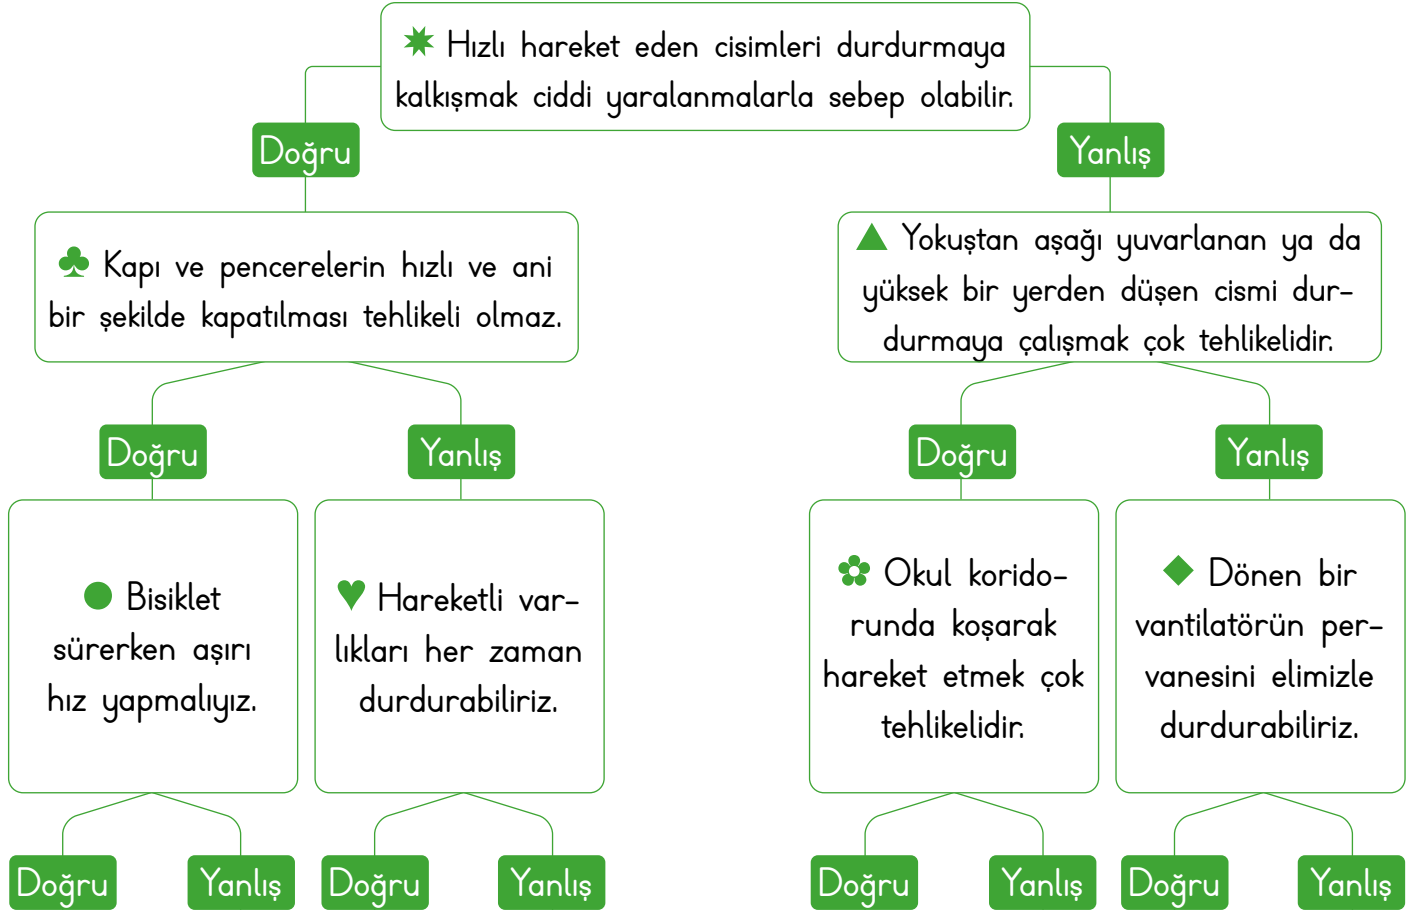 Hızlı hareket eden cisimleri durdurmaya
kalkışmak ciddi yaralanmalarla sebep olabilir.
Doğru
Yanlış
Kapı ve pencerelerin hızlı ve ani
bir şekilde kapatılması tehlikeli olmaz.
Yokuştan aşağı yuvarlanan ya da
yüksek bir yerden düşen cismi dur-
durmaya çalışmak çok tehlikelidir.
Doğru
Yanlış
Doğru
Yanlış
Bisiklet
sürerken aşırı
hız yapmalıyız.
Hareketli var-
lıkları her zaman
durdurabiliriz.
Okul korido-
runda koşarak
hareket etmek çok
tehlikelidir.
Dönen bir
vantilatörün per-
vanesini elimizle
durdurabiliriz.
Doğru
Yanlış
Doğru
Yanlış
Doğru
Yanlış
Doğru
Yanlış